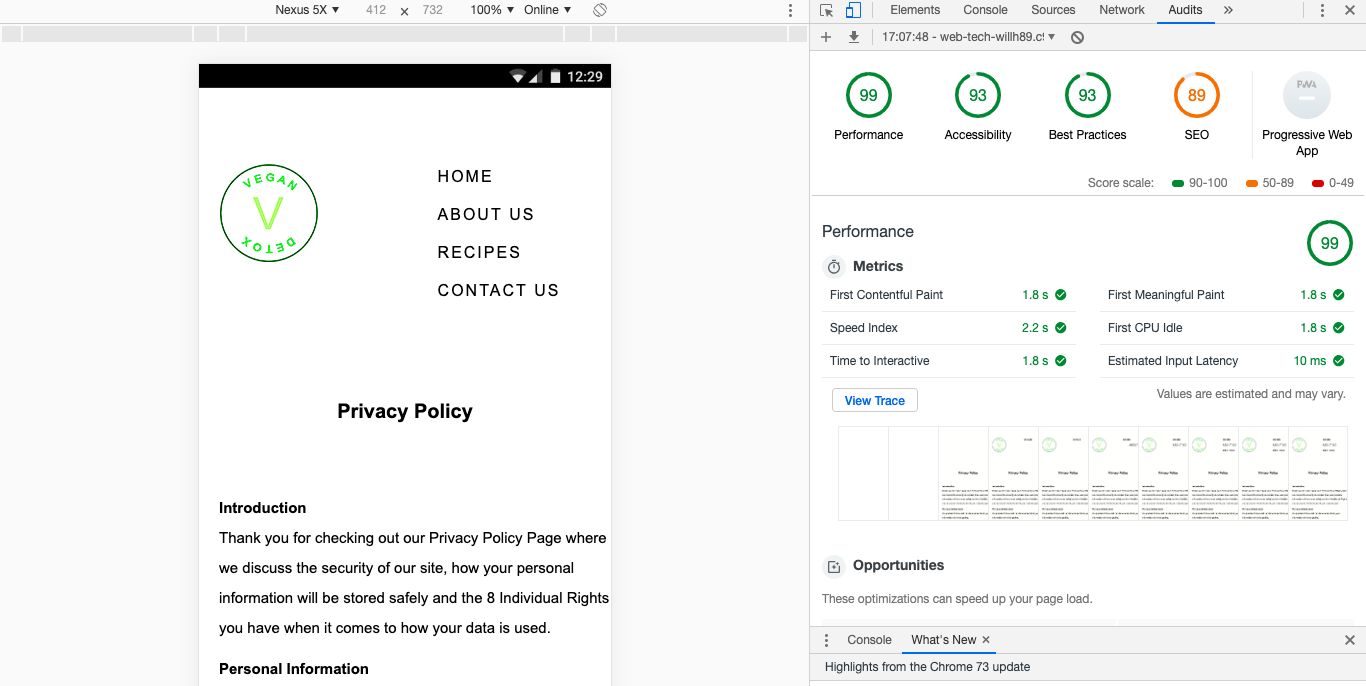 Nexus 5X ▼ 412 × 732 100% ▼ Online ▼
12:29
VEGAN
V
DETOX
HOME
ABOUT US
RECIPES
CONTACT US
Privacy Policy
Introduction
Thank you for checking out our Privacy Policy Page where
we discuss the security of our site, how your personal
information will be stored safely and the 8 Individual Rights
you have when it comes to how your data is used.
Personal Information
Elements Console Sources Network Audits »
17:07:48 - web-tech-willh89.c
99 93 93 89 PWA
Performance Accessibility Best Practices SEO Progressive Web
App
Score scale: 90-100 50-89 0-49
Performance
99
Metrics
First Contentful Paint 1.8 s First Meaningful Paint 1.8 s
Speed Index 2.2 s First CPU Idle 1.8 s
Time to Interactive 1.8 s Estimated Input Latency 10 ms
View Trace Values are estimated and may vary.
Opportunities
These optimizations can speed up your page load.
Console What's New ×
Highlights from the Chrome 73 update